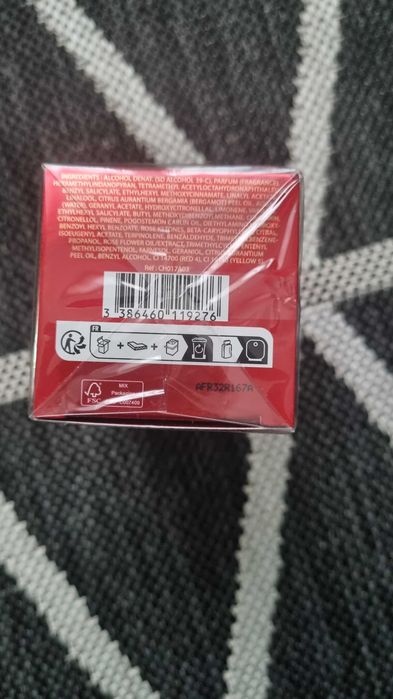 INGREDIENTS : ALCOHOL DENAT. (SD ALCOHOL 39-C), PARFUM (FRAGRANCE),
HEXAMETHYLINDANOPYRAN, TETRAMETHYL ACETYLOCTAHYDRONAPHTHALEN
BENZYL SALICYLATE, ETHYLHEXYL METHOXYCINNAMATE, LINALYL ACETATE,
LINALOOL, CITRUS AURANTIUM BERGAMIA (BERGAMOT) PEEL OIL, AQUA
(WATER), GERANYL ACETATE, HYDROXYCITRONELLAL, LIMONENE,
ETHYLHEXYL SALICYLATE, BUTYL METHOXYDIBENZOYLMETHANE, COUMARIN,
CITRONELLOL, PINENE, POGOSTEMON CABLIN OIL,
BENZOYL HEXYL BENZOATE, ROSE KETONES, BETA-CARYOPHYLLENE, CITRAL,
ISOEUGENYL ACETATE, TERPINOLENE, BENZALDEHYDE, TRIMETHYLBENZENE-
PROPANOL, ROSE FLOWER OIL/EXTRACT,
METHYLISOPENTENOL, FARNESOL, GERANIOL, CITRUS AURANTIUM
PEEL OIL, BENZYL ALCOHOL, CI 14700 (RED 4), CI (YELLOW
Réf : CH017A03
3 386460 119276
FR
+ +
FSC
MIX
AFR32R167A